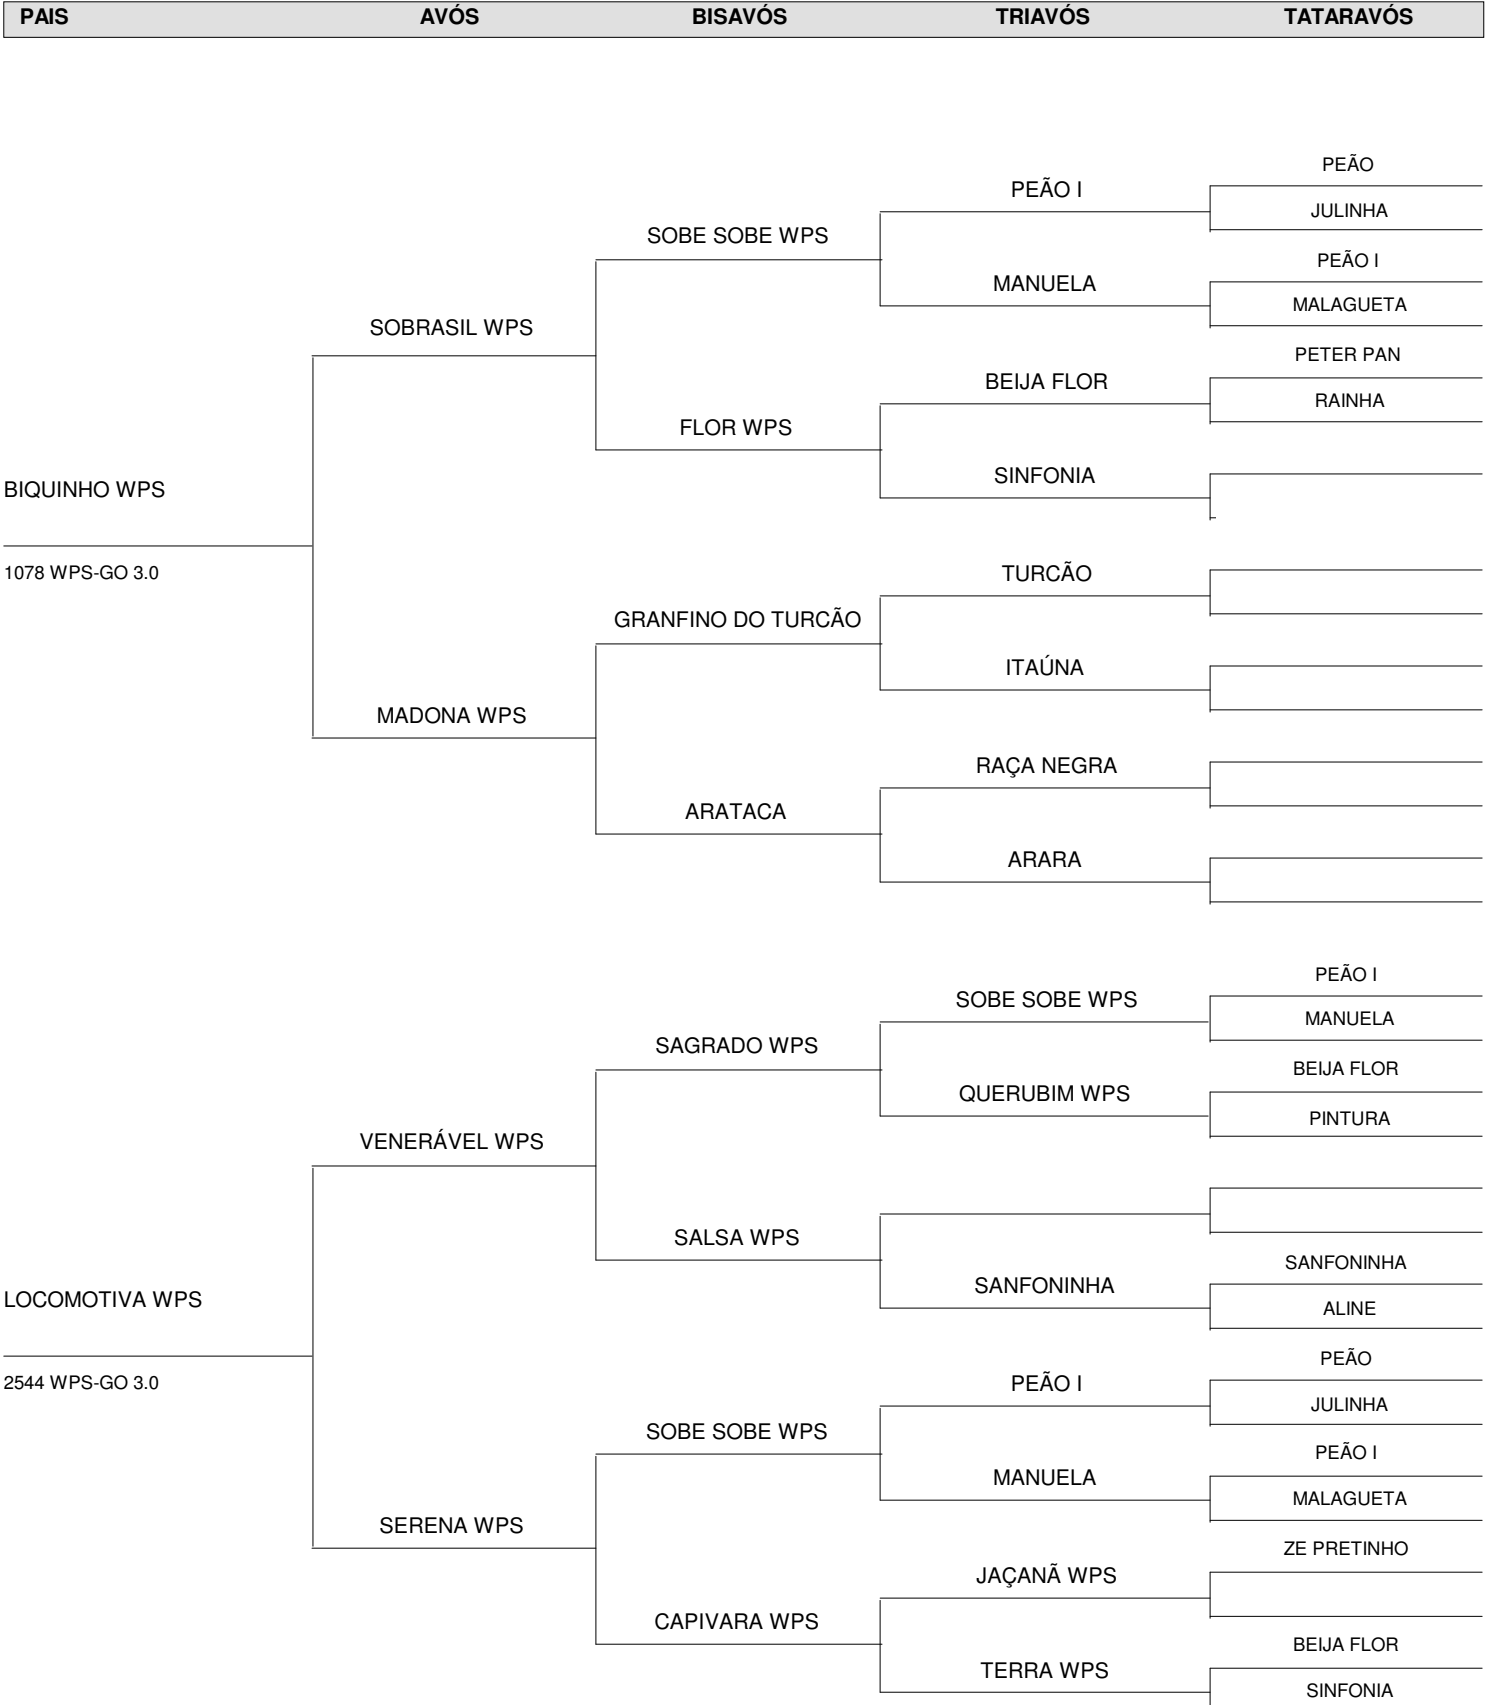 PAIS AVÓS BISAVÓS TRIAVÓS TATARAVÓS
PEÃO
PEÃO I
JULINHA
SOBE SOBE WPS
PEÃO I
MANUELA
MALAGUETA
SOBRASIL WPS
PETER PAN
BEIJA FLOR
RAINHA
FLOR WPS
SINFONIA
BIQUINHO WPS
1078 WPS-GO 3.0
TURCÃO
GRANFINO DO TURCÃO
ITAÚNA
MADONA WPS
RAÇA NEGRA
ARATACA
ARARA
PEÃO I
SOBE SOBE WPS
MANUELA
SAGRADO WPS
BEIJA FLOR
QUERUBIM WPS
PINTURA
VENERÁVEL WPS
SALSA WPS
SANFONINHA
SANFONINHA
LOCOMOTIVA WPS
ALINE
PEÃO
2544 WPS-GO 3.0
PEÃO I
JULINHA
SOBE SOBE WPS
PEÃO I
MANUELA
MALAGUETA
SERENA WPS
ZE PRETINHO
JAÇANÃ WPS
CAPIVARA WPS
BEIJA FLOR
TERRA WPS
SINFONIA